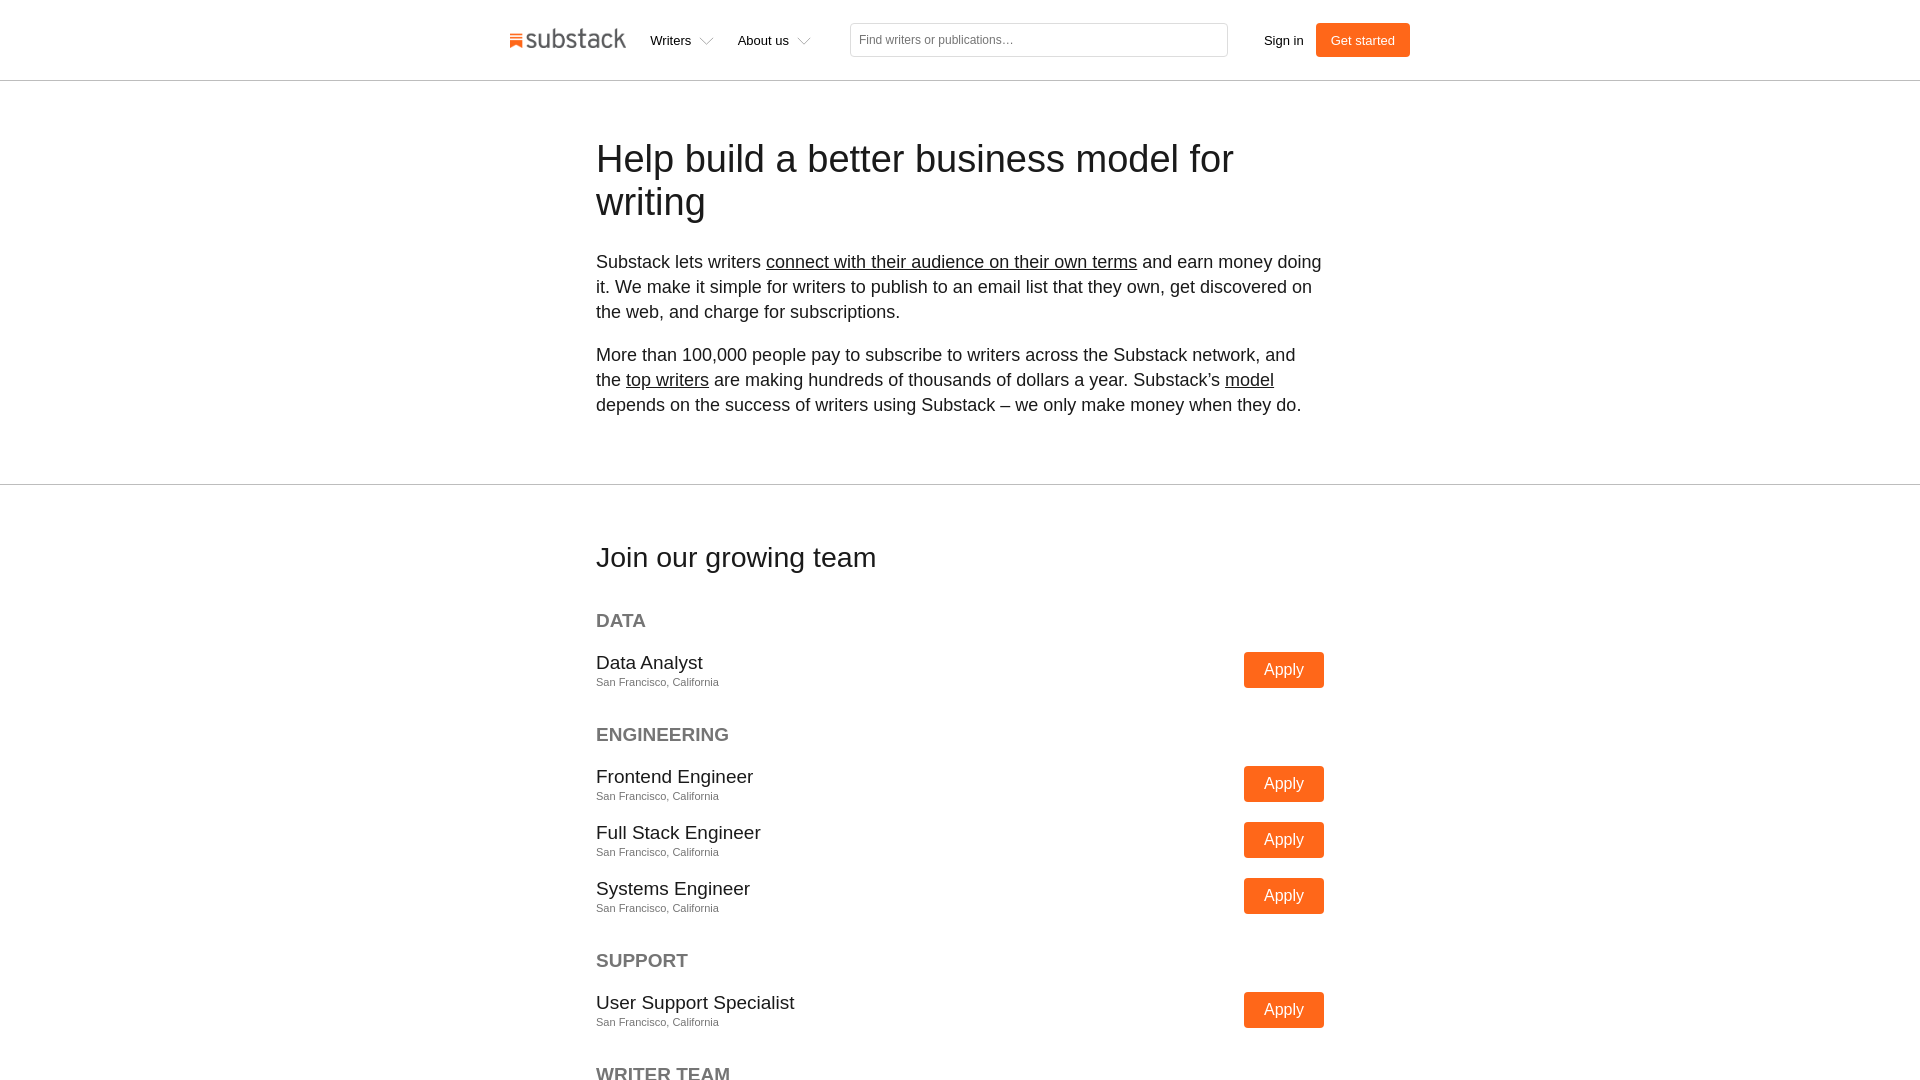 substack
Writers
About us
Find writers or publications…
Sign in
Get started
Help build a better business model for
writing
Substack lets writers connect with their audience on their own terms and earn money doing
it. We make it simple for writers to publish to an email list that they own, get discovered on
the web, and charge for subscriptions.
More than 100,000 people pay to subscribe to writers across the Substack network, and
the top writers are making hundreds of thousands of dollars a year. Substack’s model
depends on the success of writers using Substack – we only make money when they do.
Join our growing team
DATA
Data Analyst
San Francisco, California
Apply
ENGINEERING
Frontend Engineer
San Francisco, California
Apply
Full Stack Engineer
San Francisco, California
Apply
Systems Engineer
San Francisco, California
Apply
SUPPORT
User Support Specialist
San Francisco, California
Apply
WRITER TEAM